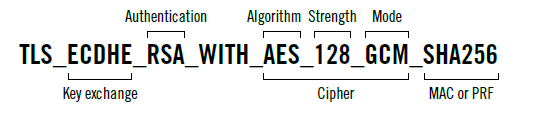 Authentication Algorithm Strength Mode
TLS_ECDHE_RSA_WITH_AES_128_GCM_SHA256
Key exchange Cipher MAC or PRF